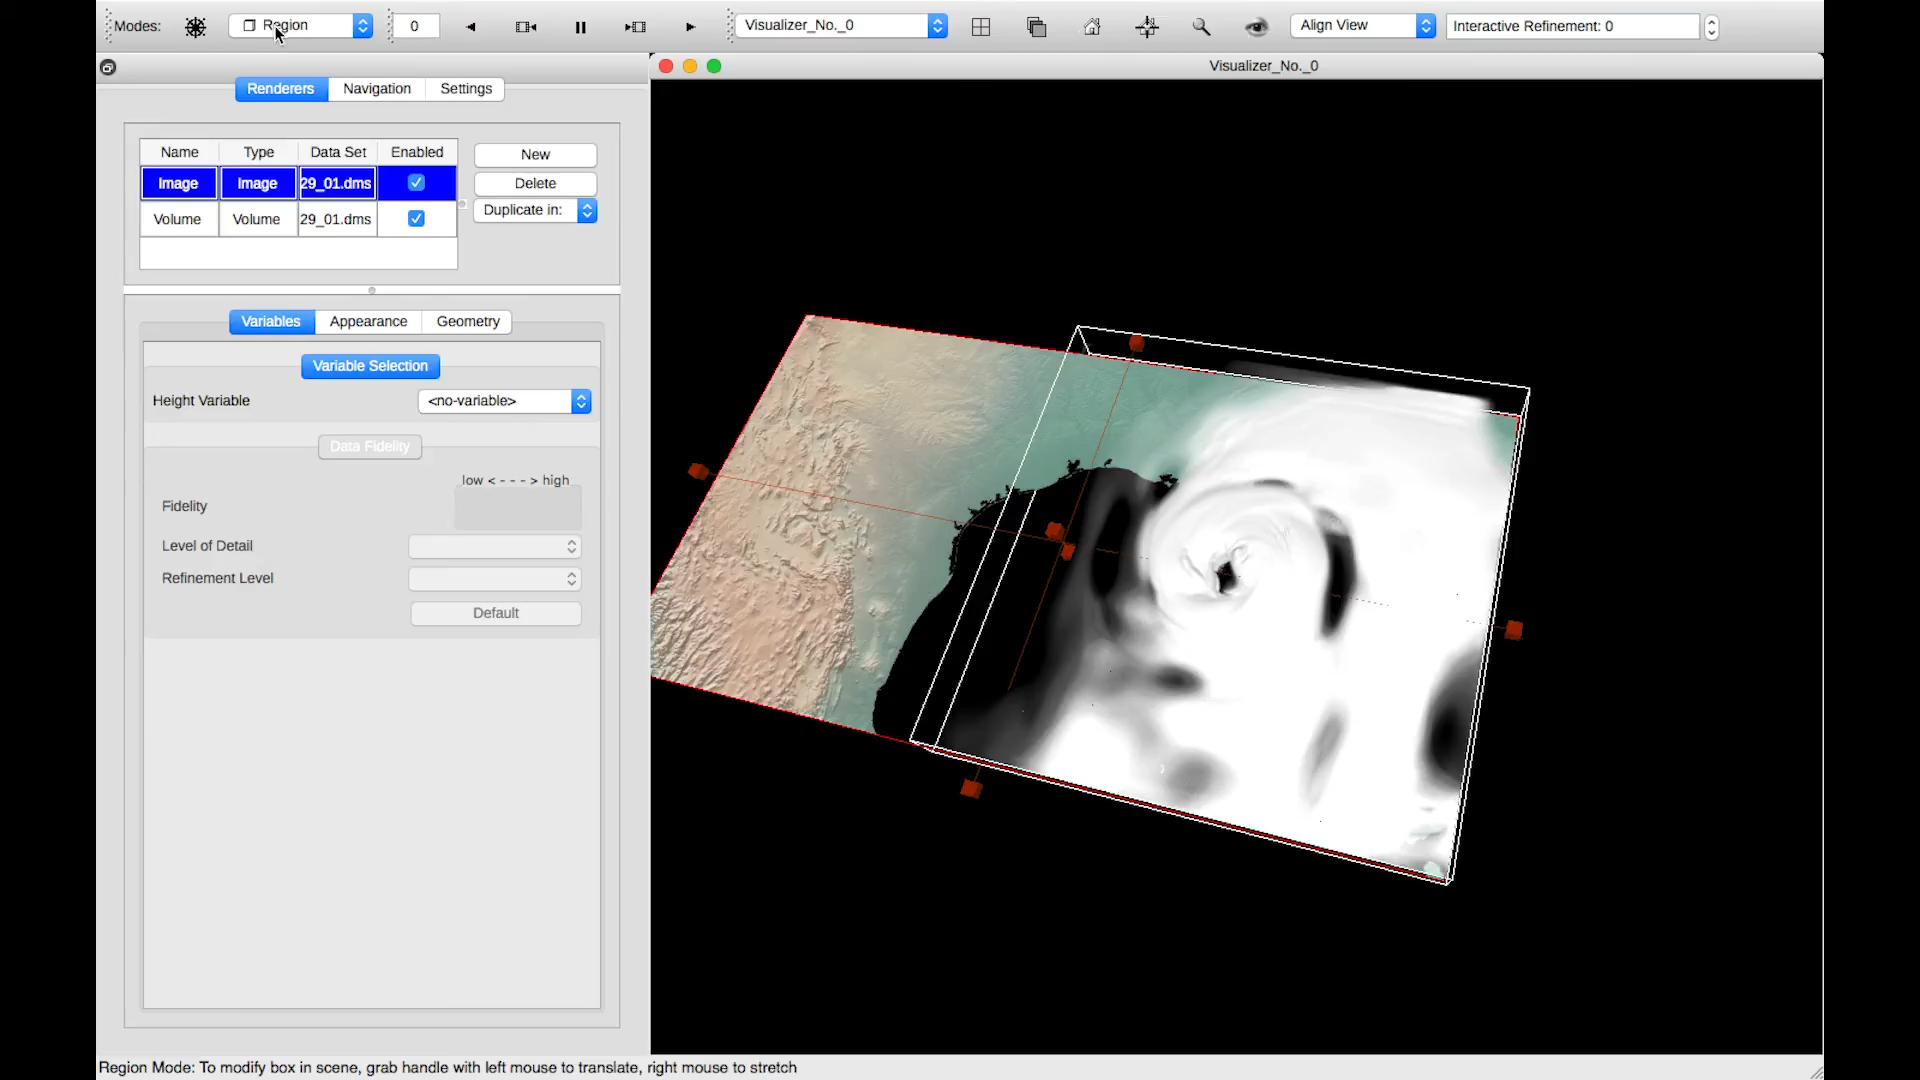 Modes:
Region
0
Visualizer_No._0
Align View
Interactive Refinement: 0
Visualizer_No._0
Renderers
Navigation
Settings
Name
Type
Data Set
Enabled
New
Image
Image
29_01.dms
Delete
Duplicate in:
Volume
Volume
29_01.dms
Variables
Appearance
Geometry
Variable Selection
Height Variable
<no-variable>
Data Fidelity
low < - - - > high
Fidelity
Level of Detail
Refinement Level
Default
Region Mode: To modify box in scene, grab handle with left mouse to translate, right mouse to stretch